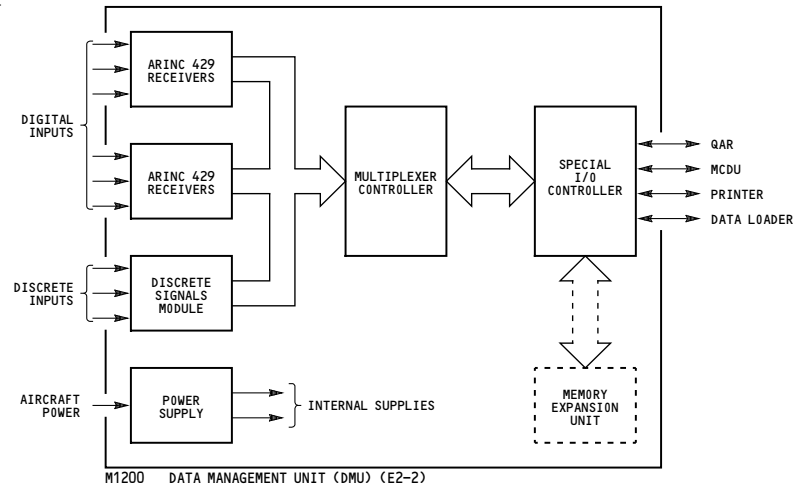 ARINC 429
RECEIVERS
DIGITAL
INPUTS
ARINC 429
RECEIVERS
MULTIPLEXER
CONTROLLER
SPECIAL
I/O
CONTROLLER
QAR
MCDU
PRINTER
DATA LOADER
DISCRETE
INPUTS
DISCRETE
SIGNALS
MODULE
AIRCRAFT
POWER
POWER
SUPPLY
INTERNAL SUPPLIES
MEMORY
EXPANSION
UNIT
M1200 DATA MANAGEMENT UNIT (DMU) (E2-2)